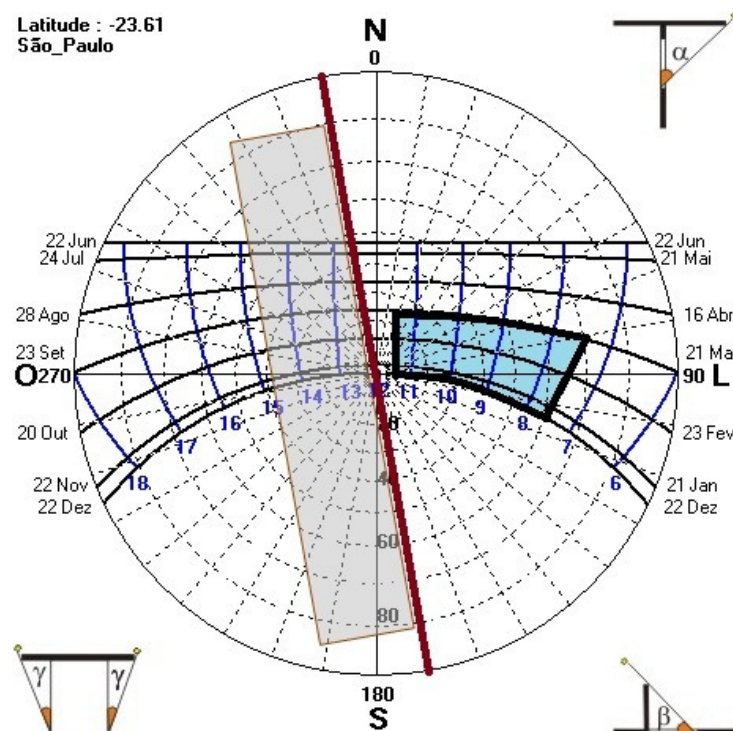 Latitude : -23.61
São_Paulo
N
0
α
22 Jun
22 Jun
24 Jul
21 Mai
28 Ago
16 Abr
23 Set
21 Ma
O 270
90 L
12
13
14
15
16
17
18
11
10
9
8
7
6
20 Out
23 Fev
22 Nov
21 Jan
22 Dez
22 Dez
60
80
180
S
γ
γ
β